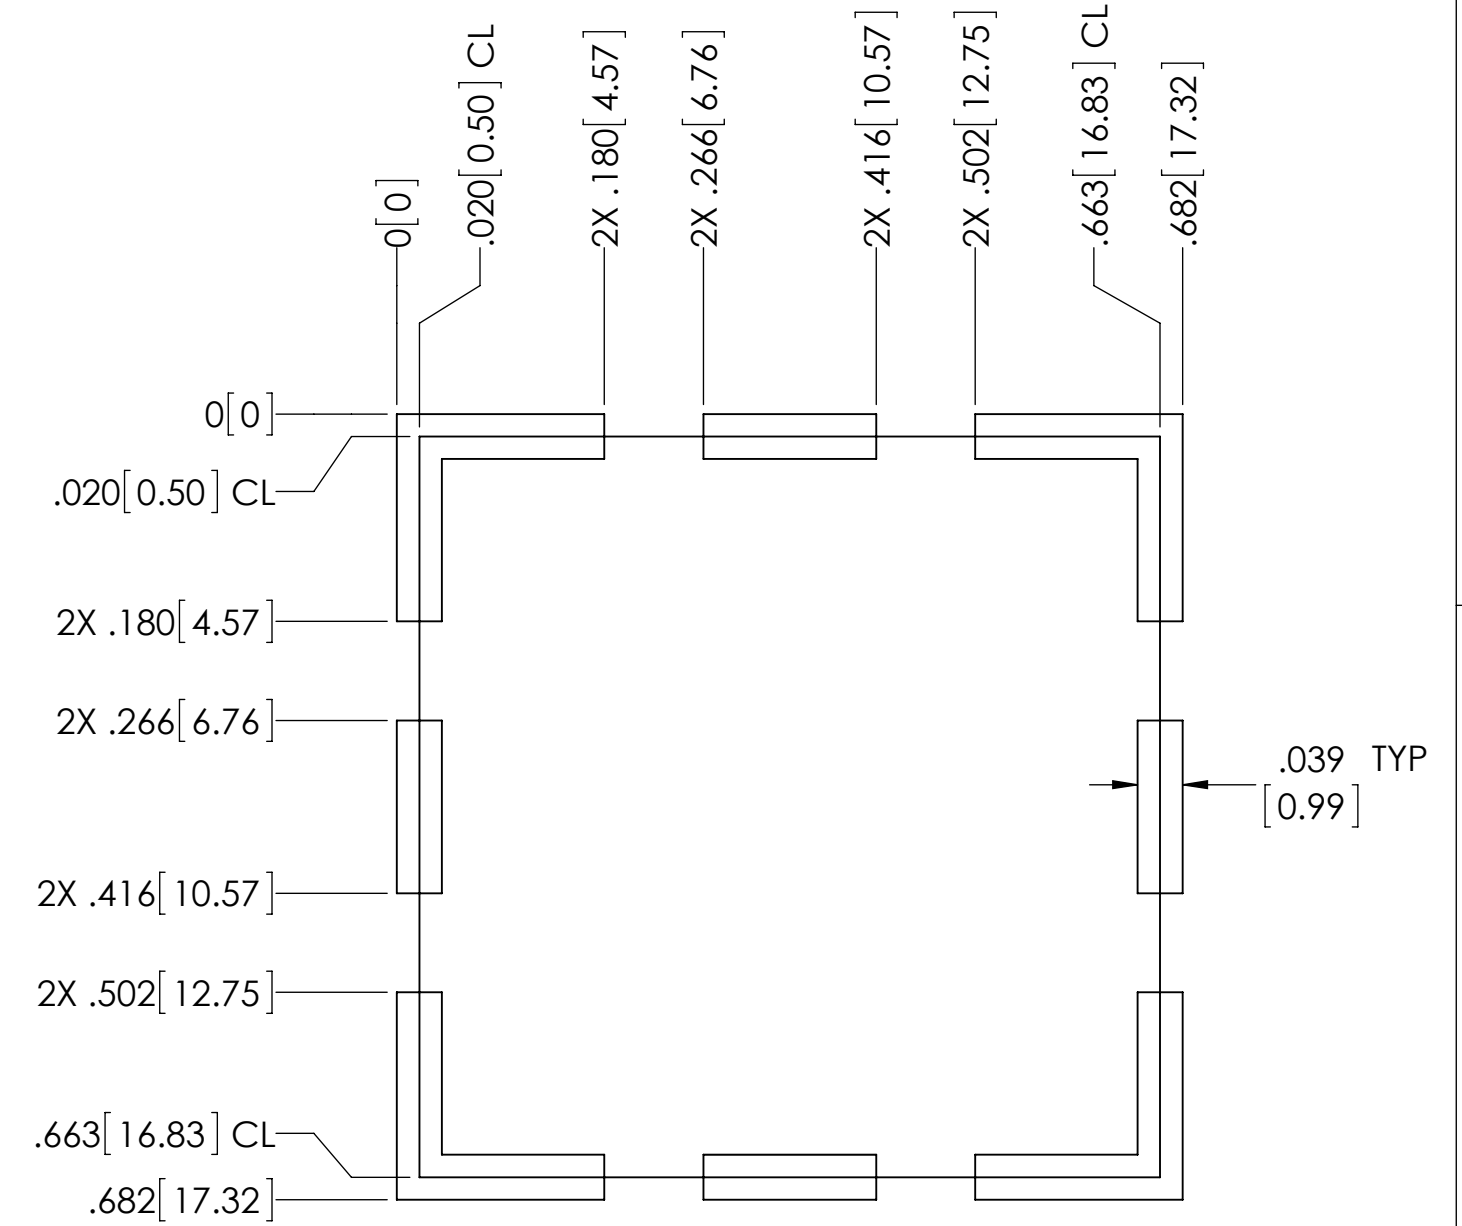 0[0]
.020[0.50] CL
2X .180[4.57]
2X .266[6.76]
2X .416[10.57]
2X .502[12.75]
.663[16.83] CL
.682[17.32]
0[0]
.020[0.50] CL
2X .180[4.57]
2X .266[6.76]
.039 TYP
[0.99]
2X .416[10.57]
2X .502[12.75]
.663[16.83] CL
.682[17.32]